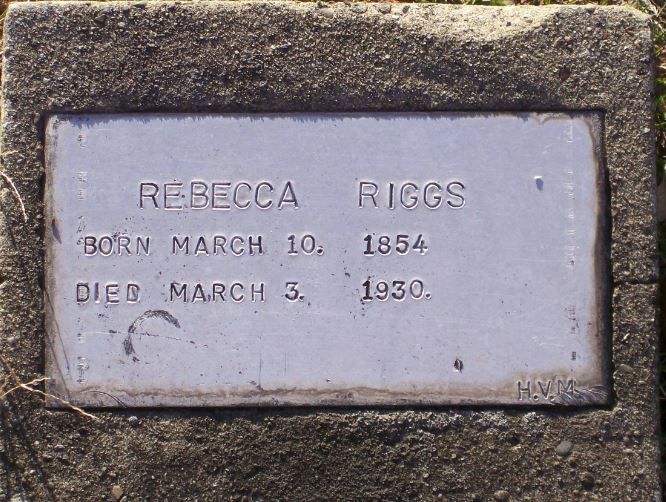 REBECCA RIGGS
BORN MARCH 10. 1854
DIED MARCH 3. 1930.
H.V.M.